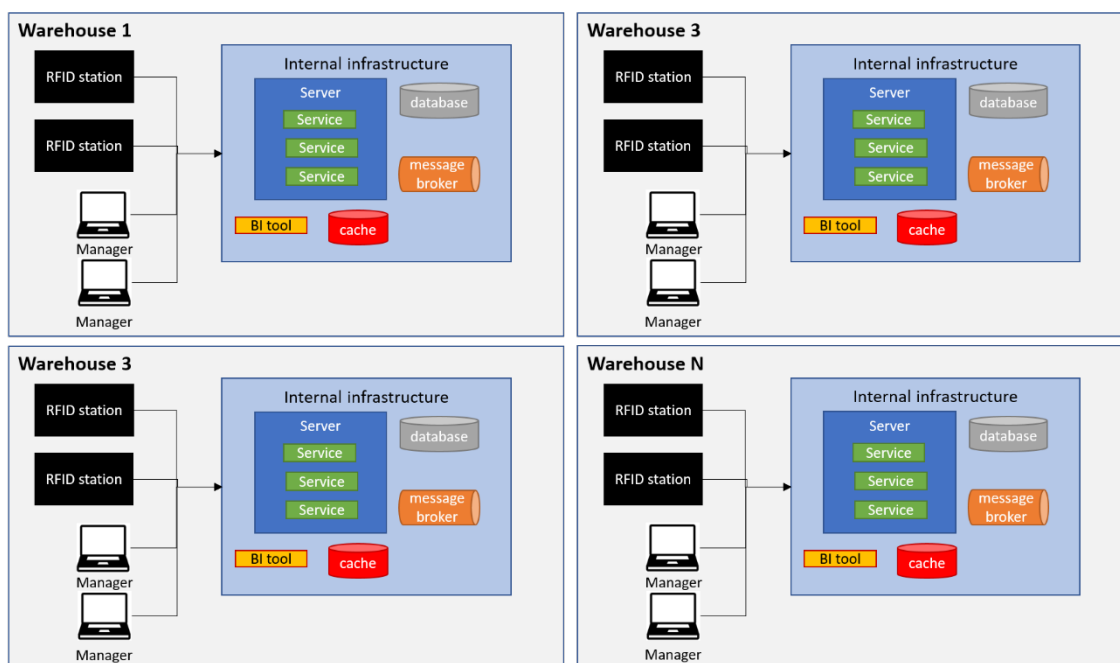 Warehouse 1
RFID station
RFID station
Manager
Manager
Internal infrastructure
Server
Service
Service
Service
database
message
broker
BI tool
cache
Warehouse 3
RFID station
RFID station
Manager
Manager
Internal infrastructure
Server
Service
Service
Service
database
message
broker
BI tool
cache
Warehouse 3
RFID station
RFID station
Manager
Manager
Internal infrastructure
Server
Service
Service
Service
database
message
broker
BI tool
cache
Warehouse N
RFID station
RFID station
Manager
Manager
Internal infrastructure
Server
Service
Service
Service
database
message
broker
BI tool
cache